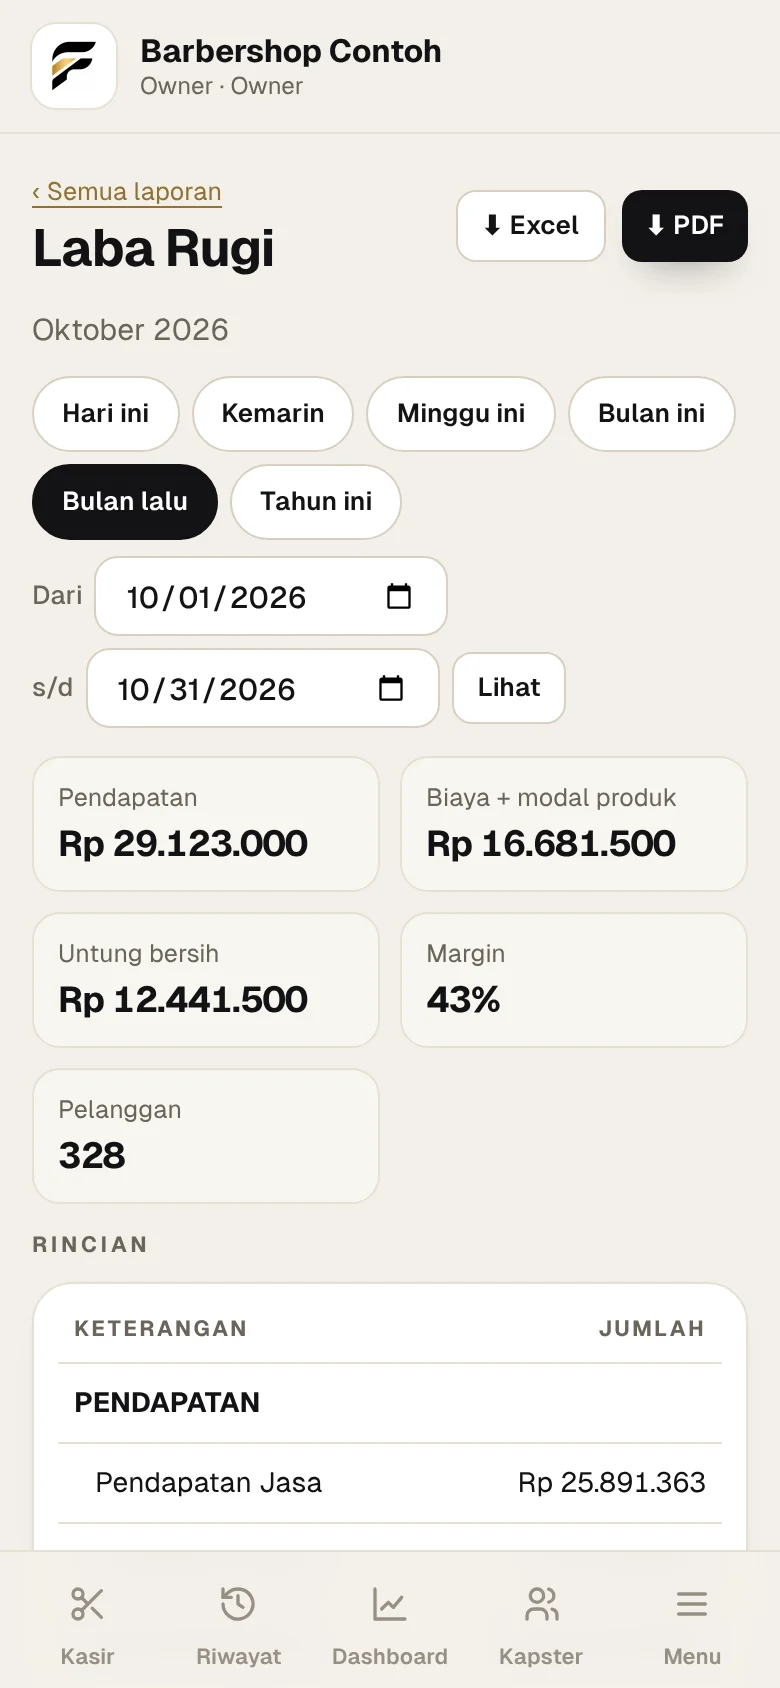 Barbershop Contoh
Owner · Owner
‹ Semua laporan
Laba Rugi
⬇ Excel
⬇ PDF
Oktober 2026
Hari ini
Kemarin
Minggu ini
Bulan ini
Bulan lalu
Tahun ini
Dari
10/01/2026
s/d
10/31/2026
Lihat
Pendapatan
Rp 29.123.000
Biaya + modal produk
Rp 16.681.500
Untung bersih
Rp 12.441.500
Margin
43%
Pelanggan
328
RINCIAN
KETERANGAN JUMLAH
PENDAPATAN
Pendapatan Jasa Rp 25.891.363
Kasir
Riwayat
Dashboard
Kapster
Menu